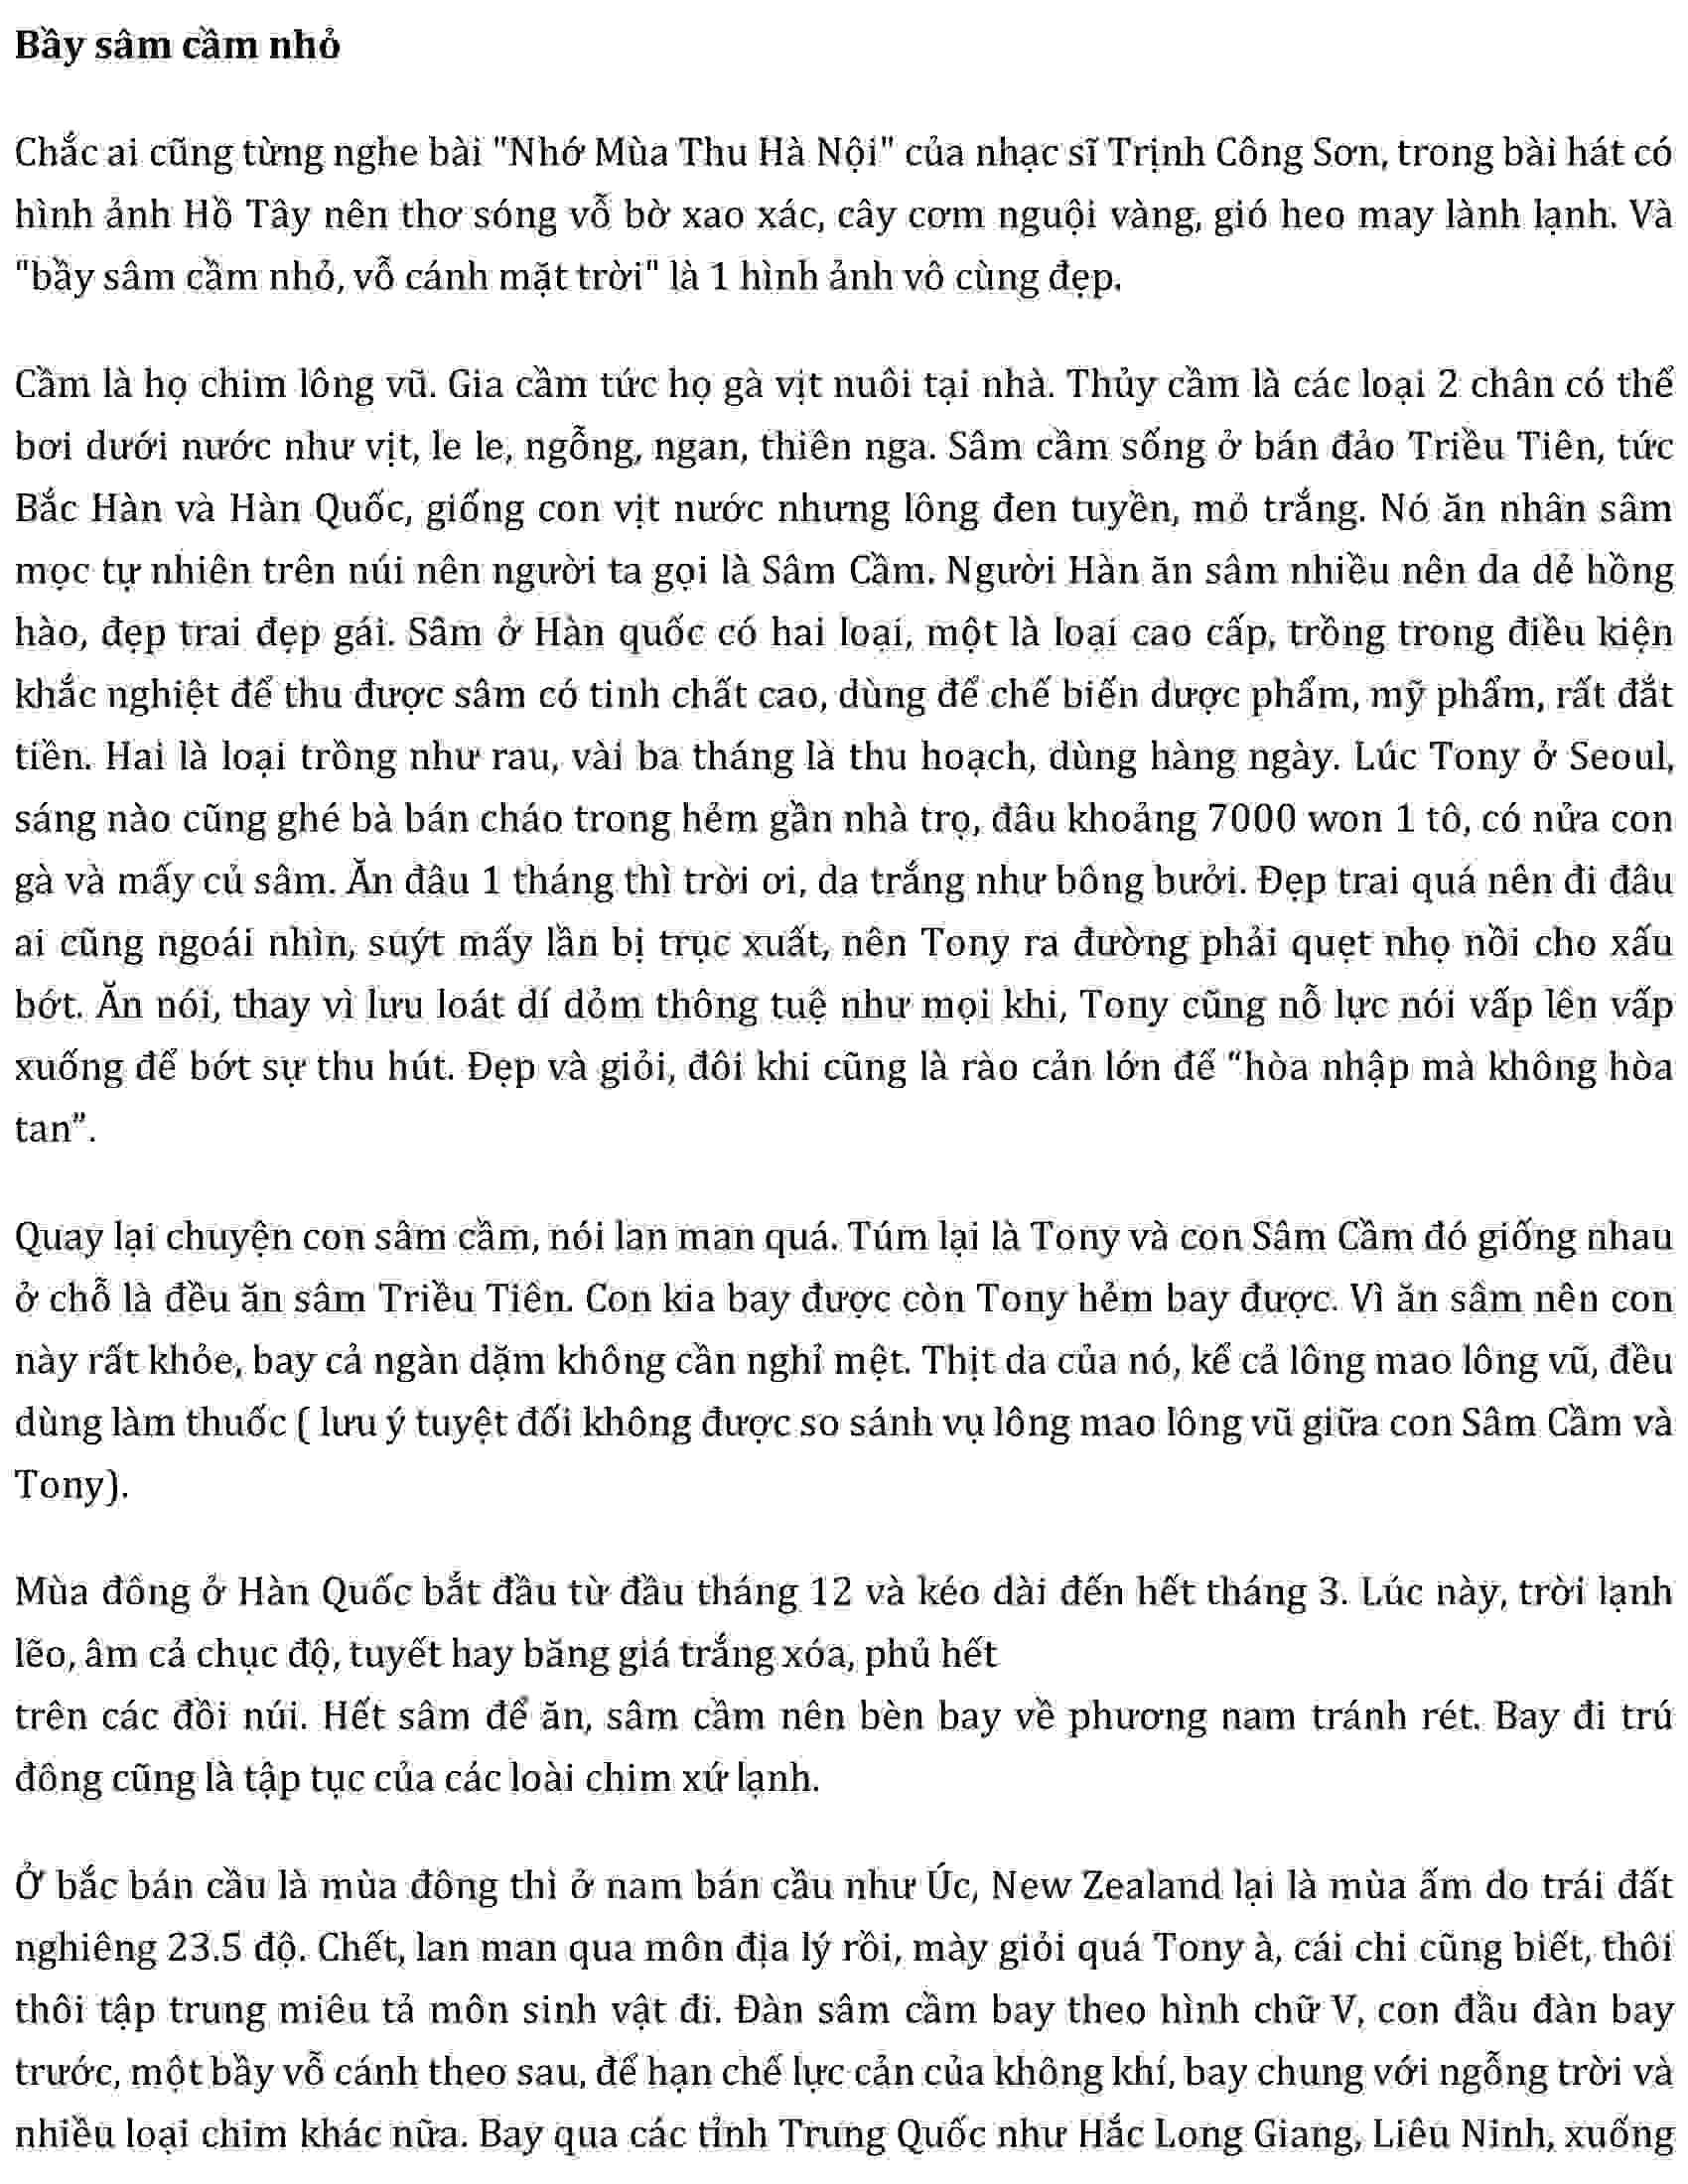 Bầy sâm cầm nhỏ
Chắc ai cũng từng nghe bài "Nhớ Mùa Thu Hà Nội" của nhạc sĩ Trịnh Công Sơn, trong bài hát có
hình ảnh Hồ Tây nên thơ sóng vỗ bờ xao xác, cây cơm nguội vàng, gió heo may lành lạnh. Và
"bầy sâm cầm nhỏ, vỗ cánh mặt trời" là 1 hình ảnh vô cùng đẹp.
Cầm là họ chim lông vũ. Gia cầm tức họ gà vịt nuôi tại nhà. Thủy cầm là các loại 2 chân có thể
bơi dưới nước như vịt, le le, ngỗng, ngan, thiên nga. Sâm cầm sống ở bán đảo Triều Tiên, tức
Bắc Hàn và Hàn Quốc, giống con vịt nước nhưng lông đen tuyền, mỏ trắng. Nó ăn nhân sâm
mọc tự nhiên trên núi nên người ta gọi là Sâm Cầm. Người Hàn ăn sâm nhiều nên da dẻ hồng
hào, đẹp trai đẹp gái. Sâm ở Hàn quốc có hai loại, một là loại cao cấp, trồng trong điều kiện
khắc nghiệt để thu được sâm có tinh chất cao, dùng để chế biến dược phẩm, mỹ phẩm, rất đắt
tiền. Hai là loại trồng như rau, vài ba tháng là thu hoạch, dùng hàng ngày. Lúc Tony ở Seoul,
sáng nào cũng ghé bà bán cháo trong hẻm gần nhà trọ, đâu khoảng 7000 won 1 tô, có nửa con
gà và mấy củ sâm. Ăn đâu 1 tháng thì trời ơi, da trắng như bông bưởi. Đẹp trai quá nên đi đâu
ai cũng ngoái nhìn, suýt mấy lần bị trục xuất, nên Tony ra đường phải quẹt nhọ nồi cho xấu
bớt. Ăn nói, thay vì lưu loát dí dỏm thông tuệ như mọi khi, Tony cũng nỗ lực nói vấp lên vấp
xuống để bớt sự thu hút. Đẹp và giỏi, đôi khi cũng là rào cản lớn để “hòa nhập mà không hòa
tan”.
Quay lại chuyện con sâm cầm, nói lan man quá. Túm lại là Tony và con Sâm Cầm đó giống nhau
ở chỗ là đều ăn sâm Triều Tiên. Con kia bay được còn Tony hẻm bay được. Vì ăn sâm nên con
này rất khỏe, bay cả ngàn dặm không cần nghỉ mệt. Thịt da của nó, kể cả lông mao lông vũ, đều
dùng làm thuốc ( lưu ý tuyệt đối không được so sánh vụ lông mao lông vũ giữa con Sâm Cầm và
Tony).
Mùa đông ở Hàn Quốc bắt đầu từ đầu tháng 12 và kéo dài đến hết tháng 3. Lúc này, trời lạnh
lẽo, âm cả chục độ, tuyết hay băng giá trắng xóa, phủ hết
trên các đồi núi. Hết sâm để ăn, sâm cầm nên bèn bay về phương nam tránh rét. Bay đi trú
đông cũng là tập tục của các loài chim xứ lạnh.
Ở bắc bán cầu là mùa đông thì ở nam bán cầu như Úc, New Zealand lại là mùa ấm do trái đất
nghiêng 23.5 độ. Chết, lan man qua môn địa lý rồi, mày giỏi quá Tony à, cái chi cũng biết, thôi
thôi tập trung miêu tả môn sinh vật đi. Đàn sâm cầm bay theo hình chữ V, con đầu đàn bay
trước, một bầy vỗ cánh theo sau, để hạn chế lực cản của không khí, bay chung với ngỗng trời và
nhiều loại chim khác nữa. Bay qua các tỉnh Trung Quốc như Hắc Long Giang, Liêu Ninh, xuống